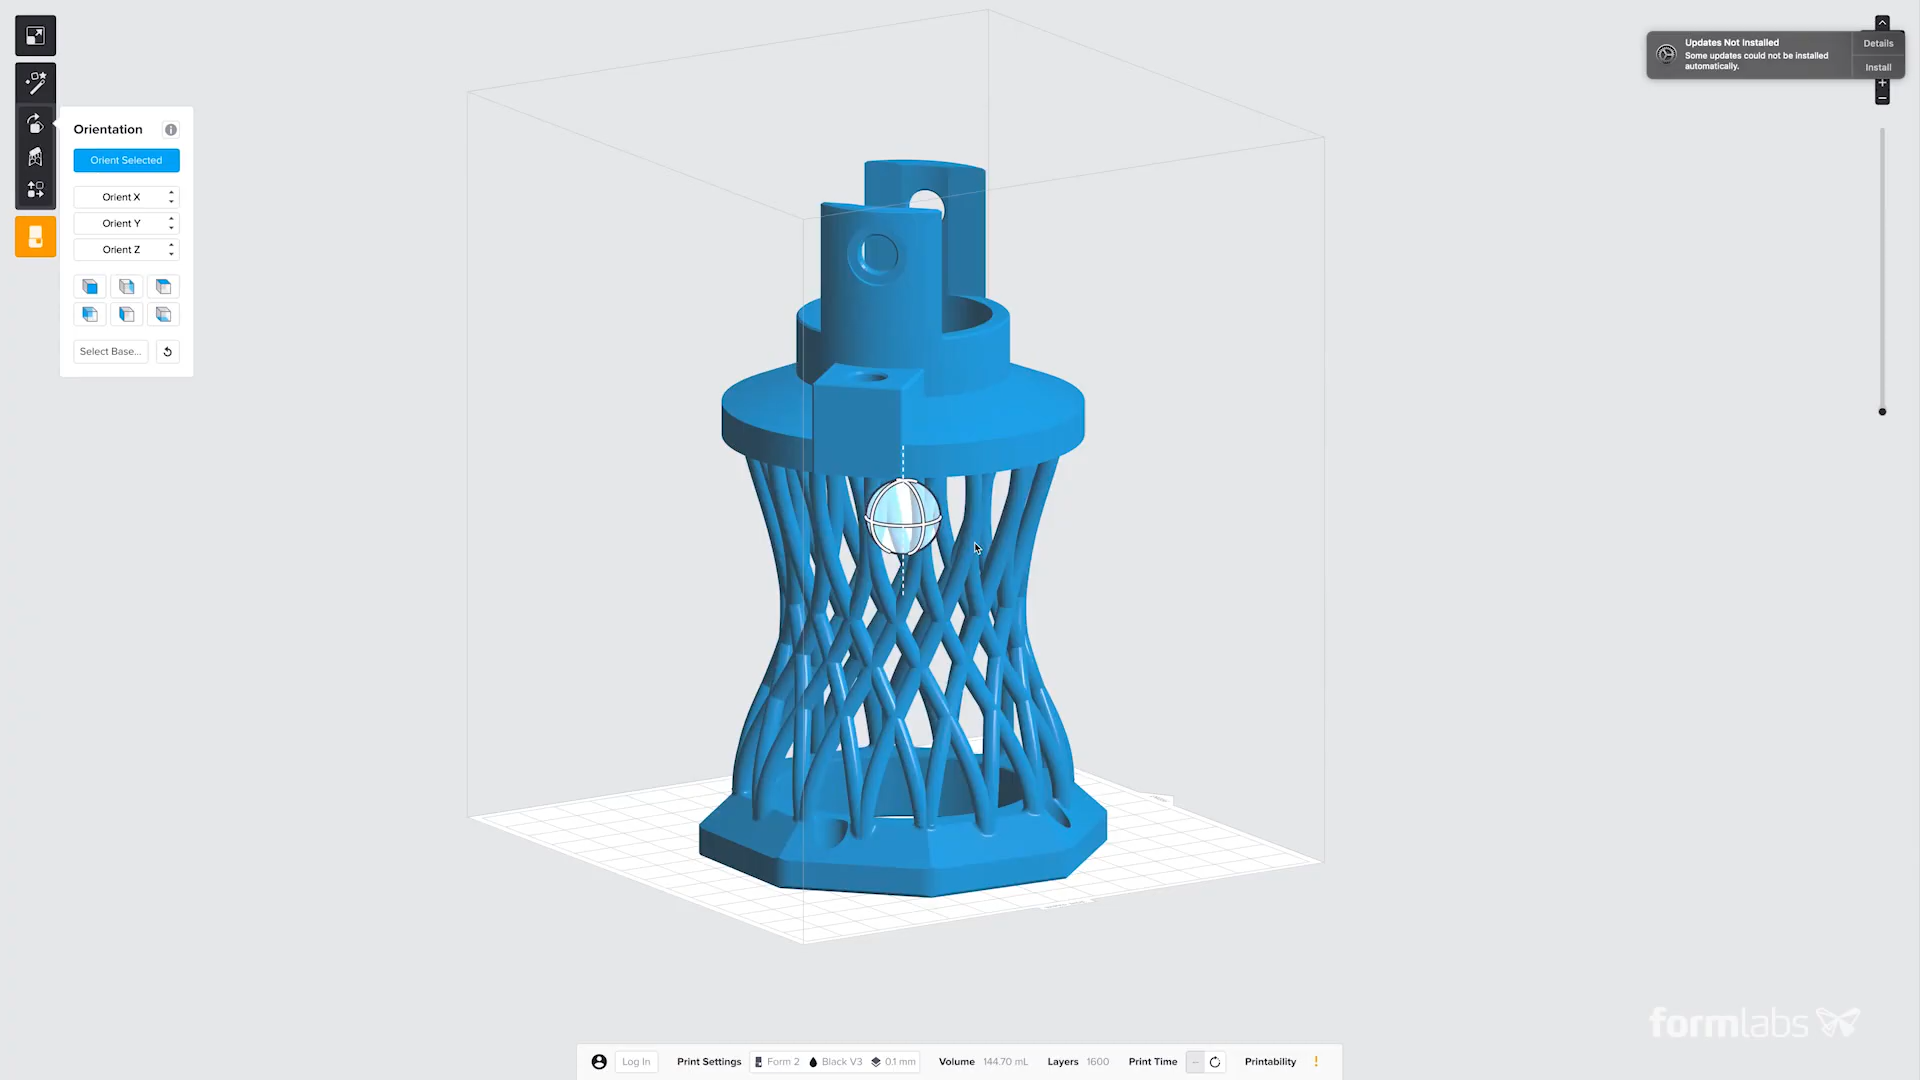 Updates Not Installed
Some updates could not be installed
automatically.
Details
Install
Orientation
Orient Selected
Orient X
Orient Y
Orient Z
Select Base...
formlabs
Log In
Print Settings
Form 2
Black V3
0.1 mm
Volume 144.70 mL
Layers 1600
Print Time
Printability